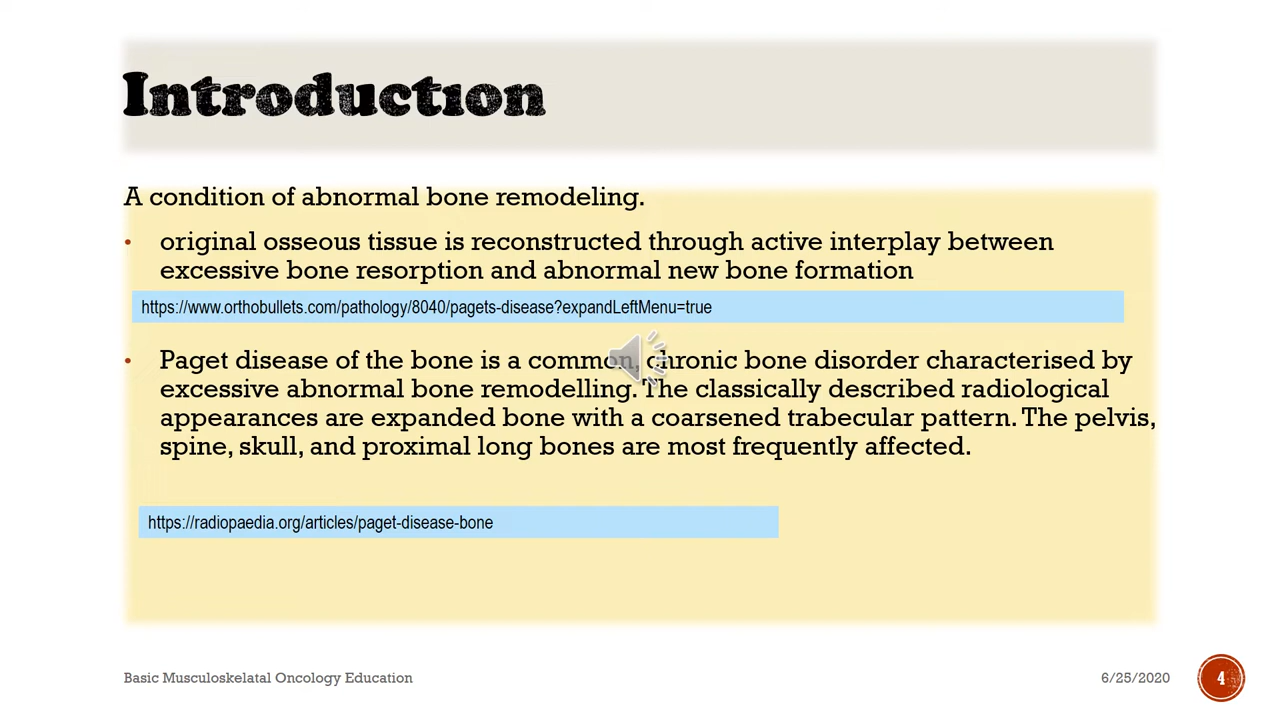 Introduction
A condition of abnormal bone remodeling.
• original osseous tissue is reconstructed through active interplay between
excessive bone resorption and abnormal new bone formation
https://www.orthobullets.com/pathology/8040/pagets-disease?expandLeftMenu=true
• Paget disease of the bone is a common, chronic bone disorder characterised by
excessive abnormal bone remodelling. The classically described radiological
appearances are expanded bone with a coarsened trabecular pattern. The pelvis,
spine, skull, and proximal long bones are most frequently affected.
https://radiopaedia.org/articles/paget-disease-bone
Basic Musculoskelatal Oncology Education
6/25/2020
4